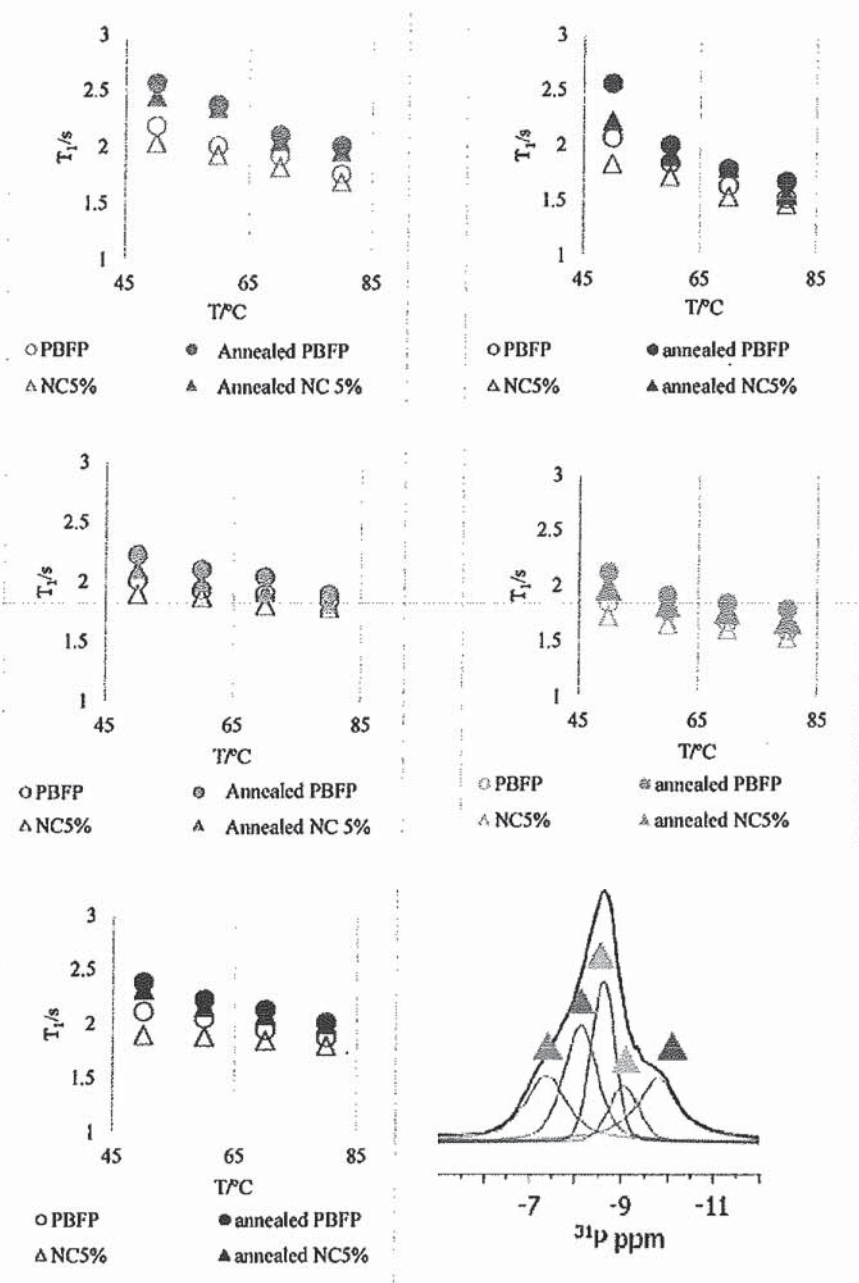 3
2.5
2
1.5
1
T₁/s
45 65 85
T/°C
○ PBFP ● Annealed PBFP
△ NC5% ▲ Annealed NC 5%
3
2.5
2
1.5
1
T₁/s
45 65 85
T/°C
○ PBFP ● annealed PBFP
△ NC5% ▲ annealed NC5%
3
2.5
2
1.5
1
T₁/s
45 65 85
T/°C
○ PBFP ● Annealed PBFP
△ NC5% ▲ Annealed NC 5%
3
2.5
2
1.5
1
T₁/s
45 65 85
T/°C
○ PBFP ● annealed PBFP
△ NC5% ▲ annealed NC5%
3
2.5
2
1.5
1
T₁/s
45 65 85
T/°C
○ PBFP ● annealed PBFP
△ NC5% ▲ annealed NC5%
-7 -9 -11
³¹P ppm